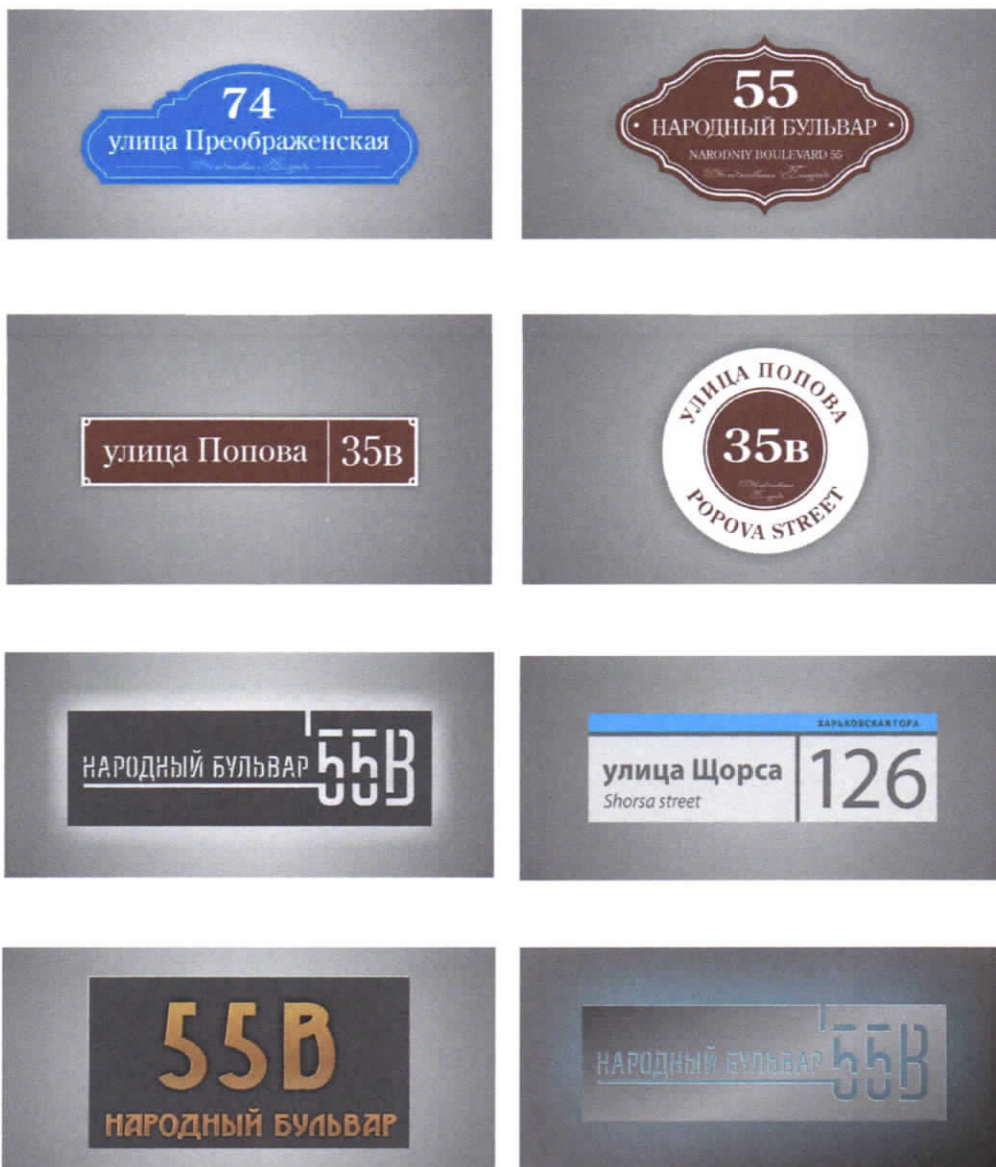 74
улица Преображенская
55
НАРОДНЫЙ БУЛЬВАР
NARODNIY BOULEVARD 55
улица Попова 35в
УЛИЦА ПОПОВА
35в
POPOVA STREET
НАРОДНЫЙ БУЛЬВАР 55В
ХАРЬКОВСКАЯ ГОРА
улица Щорса 126
Shorsa street
55В
НАРОДНЫЙ БУЛЬВАР
НАРОДНЫЙ БУЛЬВАР 55В